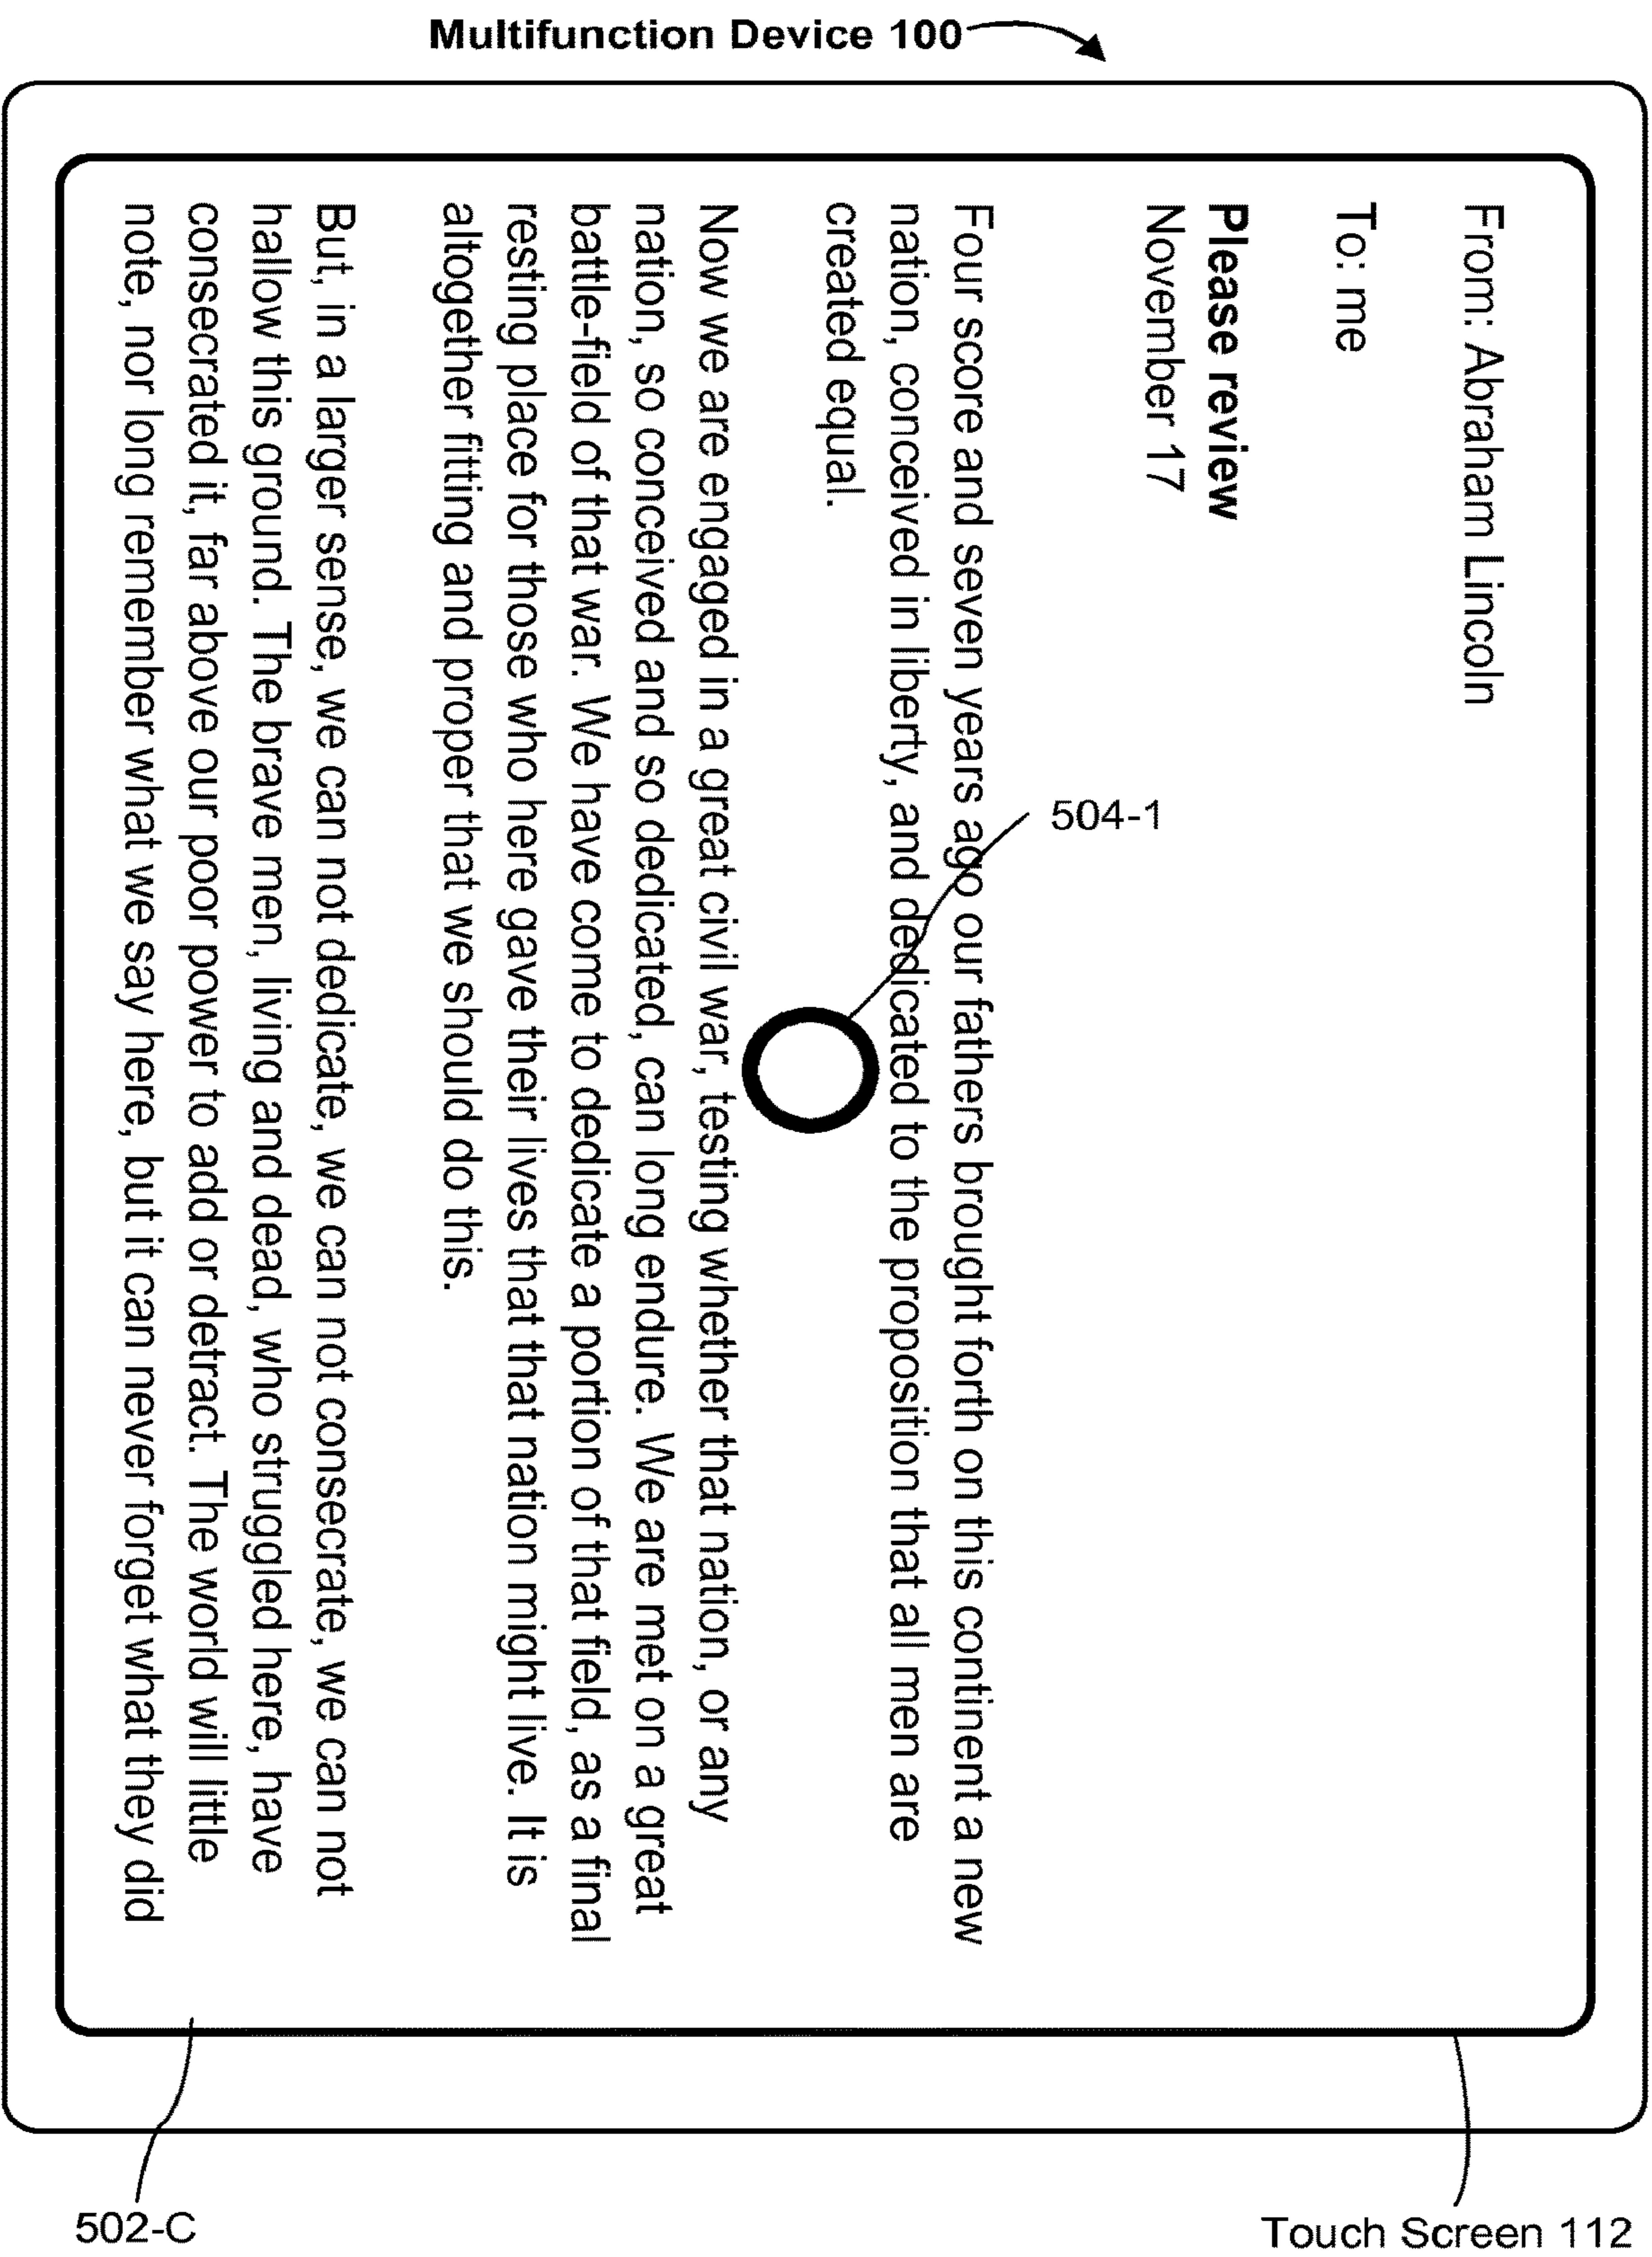 Multifunction Device 100
From: Abraham Lincoln
To: me
Please review
November 17
Four score and seven years ago our fathers brought forth on this continent a new
nation, conceived in liberty, and dedicated to the proposition that all men are
created equal.
Now we are engaged in a great civil war, testing whether that nation, or any
nation, so conceived and so dedicated, can long endure. We are met on a great
battle-field of that war. We have come to dedicate a portion of that field, as a final
resting place for those who here gave their lives that that nation might live. It is
altogether fitting and proper that we should do this.
But, in a larger sense, we can not dedicate, we can not consecrate, we can not
hallow this ground. The brave men, living and dead, who struggled here, have
consecrated it, far above our poor power to add or detract. The world will little
note, nor long remember what we say here, but it can never forget what they did
504-1
502-C
Touch Screen 112